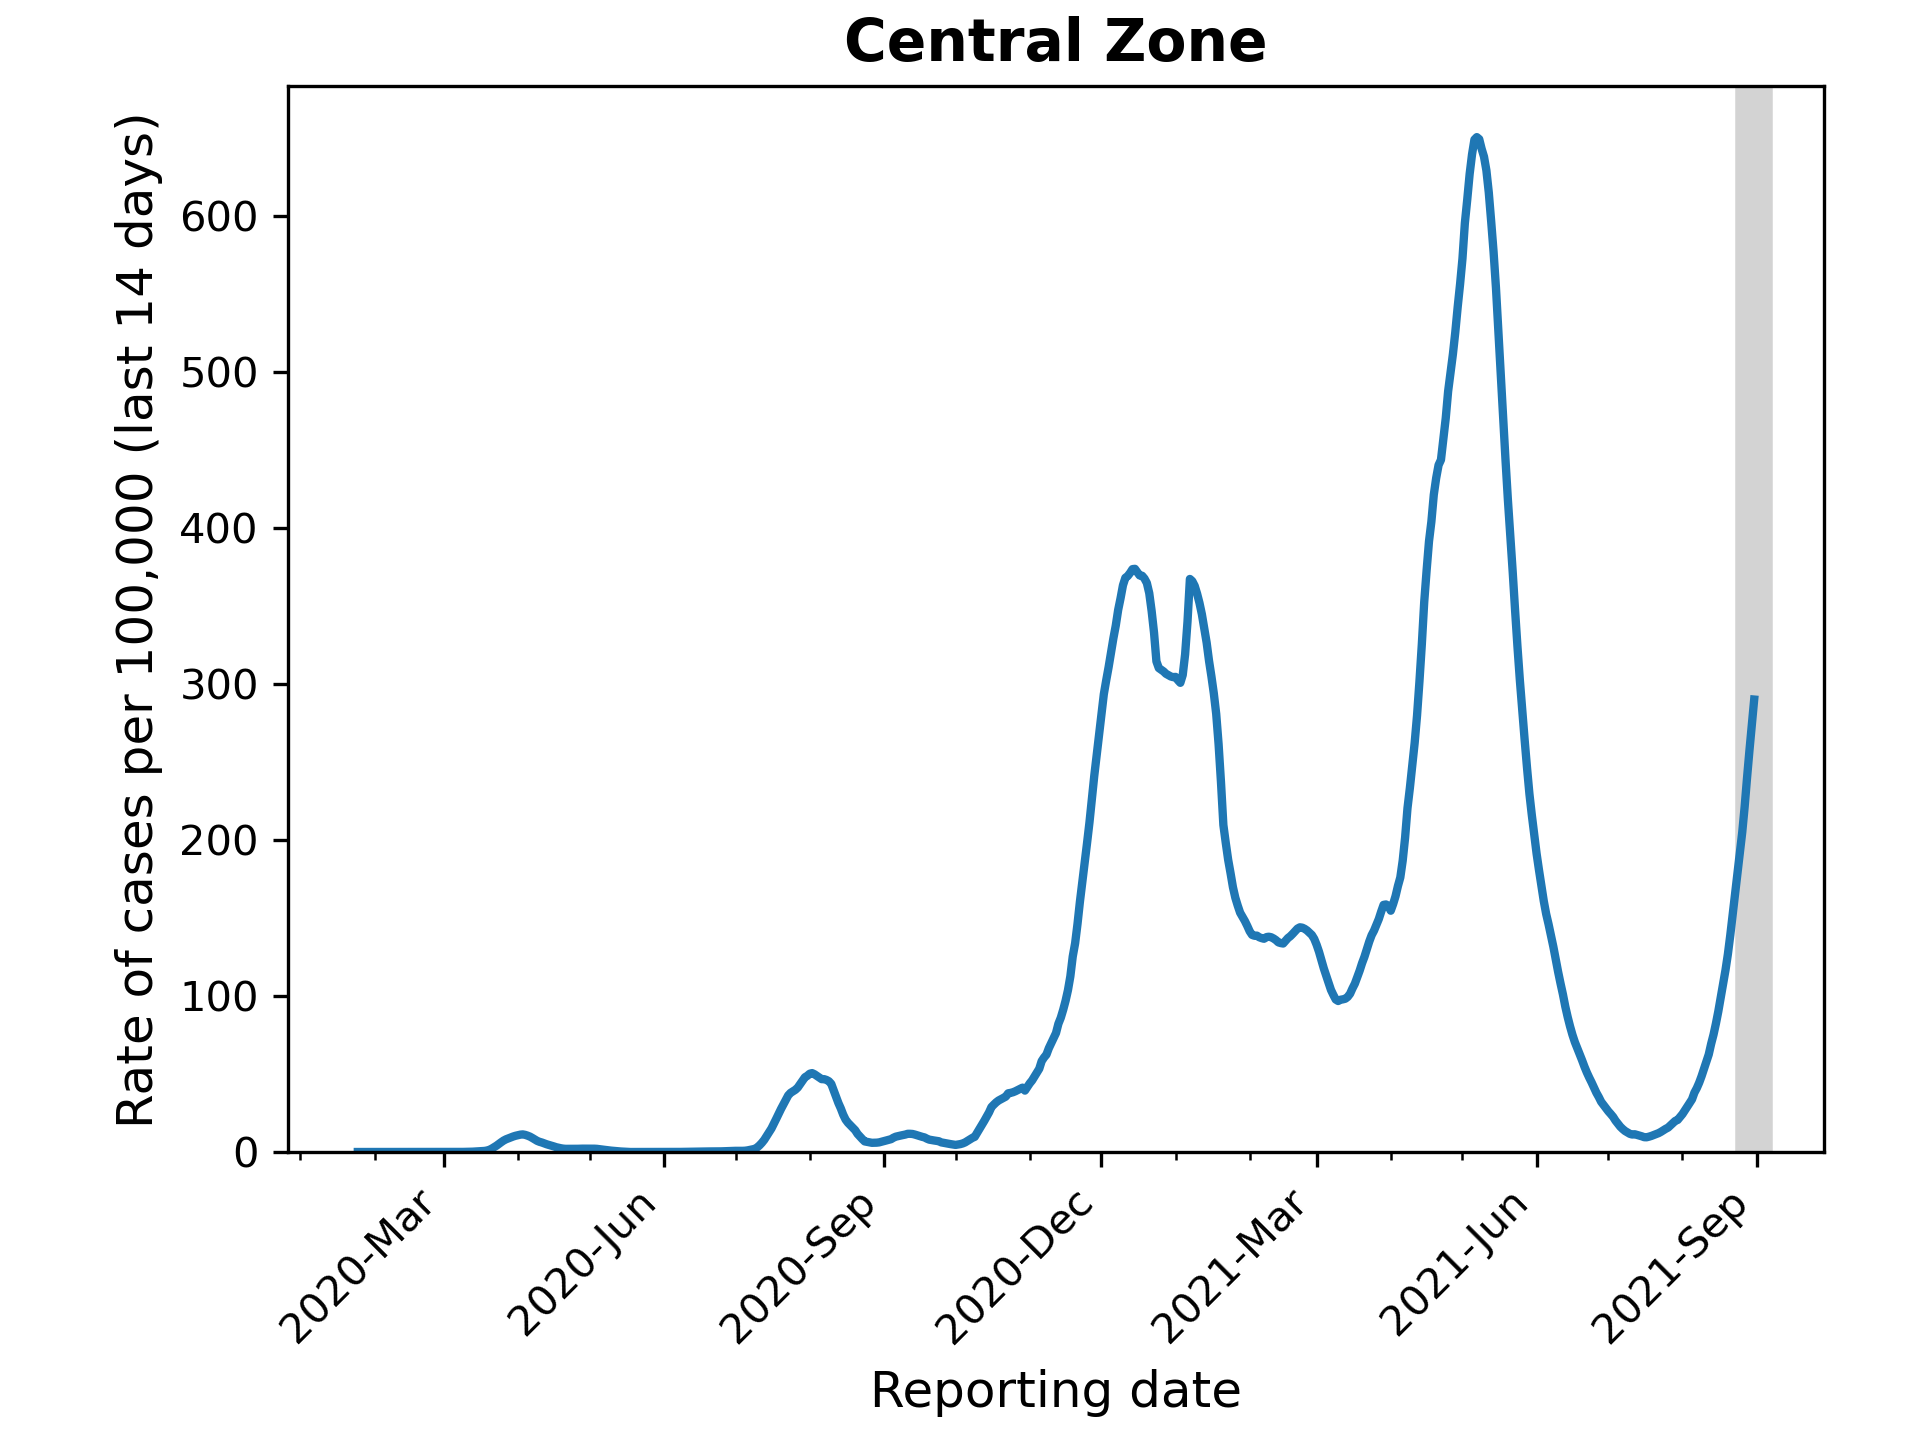 Central Zone
Rate of cases per 100,000 (last 14 days)
600
500
400
300
200
100
0
2020-Mar
2020-Jun
2020-Sep
2020-Dec
2021-Mar
2021-Jun
2021-Sep
Reporting date